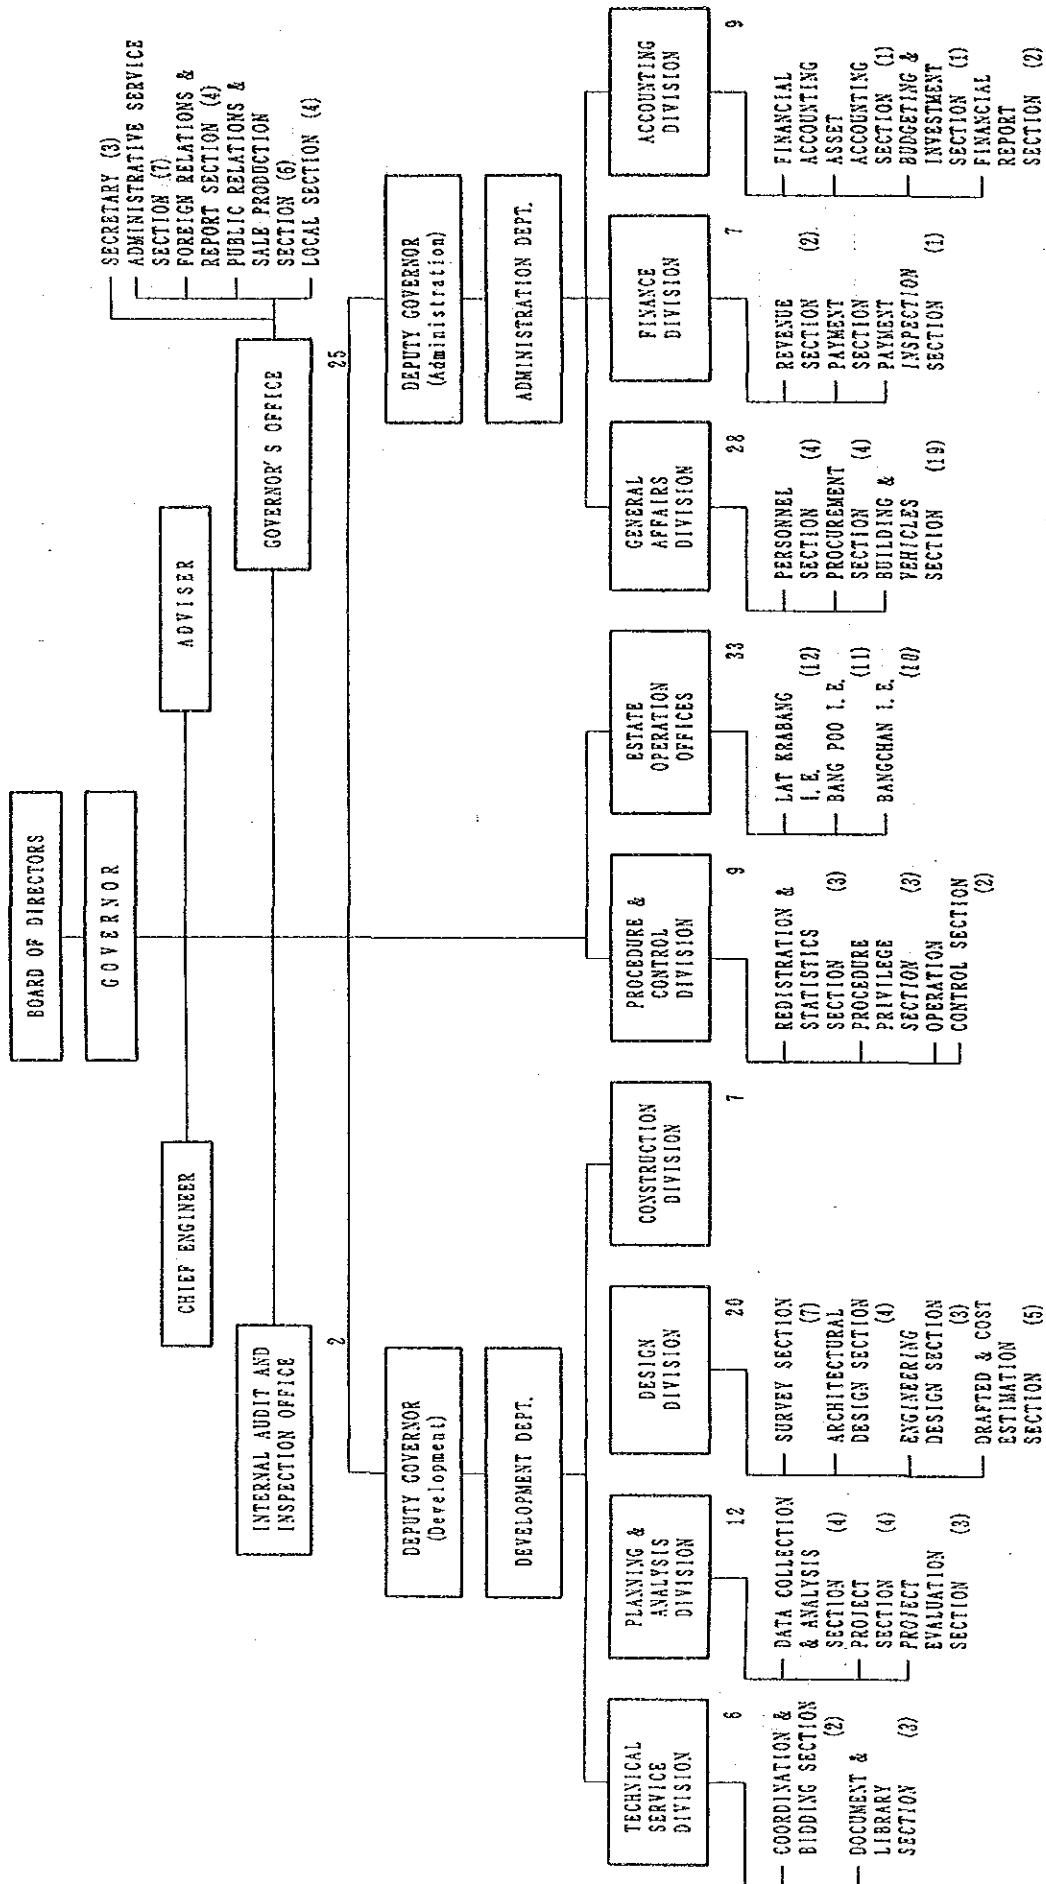 BOARD OF DIRECTORS
GOVERNOR
CHIEF ENGINEER
ADVISER
INTERNAL AUDIT AND
INSPECTION OFFICE
2
GOVERNOR'S OFFICE
25
SECRETARY (3)
ADMINISTRATIVE SERVICE
SECTION (7)
FOREIGN RELATIONS &
REPORT SECTION (4)
PUBLIC RELATIONS &
SALE PRODUCTION
SECTION (6)
LOCAL SECTION (4)
DEPUTY GOVERNOR
(Development)
DEVELOPMENT DEPT.
DEPUTY GOVERNOR
(Administration)
ADMINISTRATION DEPT.
TECHNICAL
SERVICE
DIVISION
6
COORDINATION &
BIDDING SECTION
(2)
DOCUMENT &
LIBRARY
SECTION (3)
PLANNING &
ANALYSIS
DIVISION
12
DATA COLLECTION
& ANALYSIS
SECTION (4)
PROJECT
SECTION (4)
PROJECT
EVALUATION
SECTION (3)
DESIGN
DIVISION
20
SURVEY SECTION
(7)
ARCHITECTURAL
DESIGN SECTION
(4)
ENGINEERING
DESIGN SECTION
(3)
DRAFTED & COST
ESTIMATION
SECTION (5)
CONSTRUCTION
DIVISION
7
PROCEDURE &
CONTROL
DIVISION
9
REDISTRATION &
STATISTICS
SECTION (3)
PROCEDURE
PRIVILEGE
SECTION (3)
OPERATION
CONTROL SECTION
(2)
ESTATE
OPERATION
OFFICES
33
LAT KRABANG
I.E. (12)
BANG POO I.E.
(11)
BANGCHAN I.E.
(10)
GENERAL
AFFAIRS
DIVISION
28
PERSONNEL
SECTION (4)
PROCUREMENT
SECTION (4)
BUILDING &
VEHICLES
SECTION (19)
FINANCE
DIVISION
7
REVENUE
SECTION (2)
PAYMENT
SECTION
PAYMENT
INSPECTION
SECTION (1)
ACCOUNTING
DIVISION
9
FINANCIAL
ACCOUNTING
ASSET
ACCOUNTING
SECTION (1)
BUDGETING &
INVESTMENT
SECTION (1)
FINANCIAL
REPORT
SECTION (2)